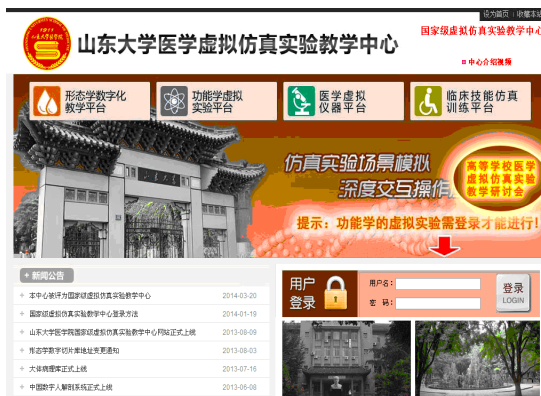 设为首页 | 收藏本站
国家级虚拟仿真实验教学中心
山东大学医学虚拟仿真实验教学中心
中心介绍视频
形态学数字化
教学平台
功能学虚拟
实验平台
医学虚拟
仪器平台
临床技能仿真
训练平台
仿真实验场景模拟
深度交互操作
高等学校医学
虚拟仿真实验
教学研讨会
提示：功能学的虚拟实验需登录才能进行!
+ 新闻公告
+ 本中心被评为国家级虚拟仿真实验教学中心 2014-03-20
+ 国家级虚拟仿真实验教学中心登录方法 2014-01-19
+ 山东大学医学院国家级虚拟仿真实验教学中心网站正式上线 2013-08-09
+ 形态学数字切片库地址变更通知 2013-08-03
+ 大体病理库正式上线 2013-07-16
+ 中国数字人解剖系统正式上线 2013-06-08
用户
登录
用户名：
密 码：
登录
LOGIN